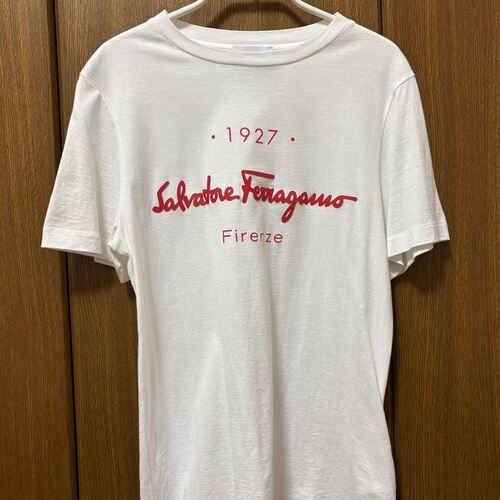 · 1927 ·
Salvatore Ferragamo
Firenze